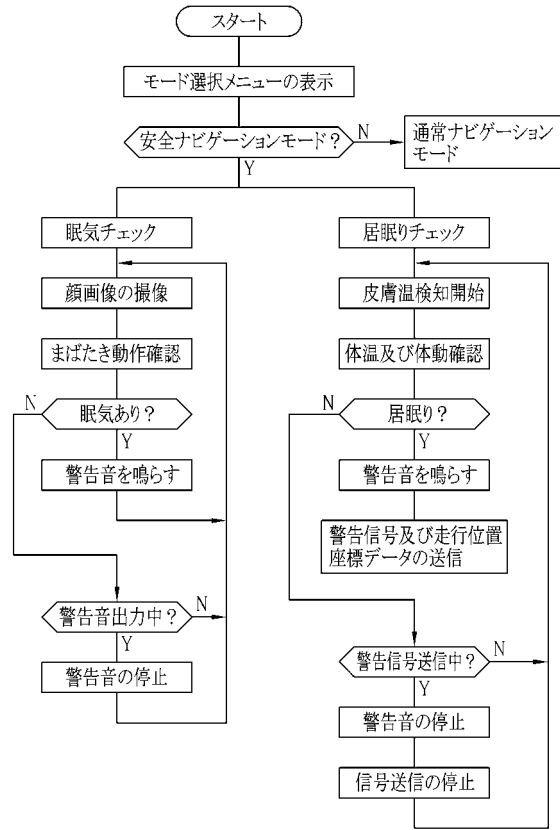 スタート
モード選択メニューの表示
安全ナビゲーションモード?
N
通常ナビゲーション
モード
Y
眠気チェック
顔画像の撮像
まばたき動作確認
N
眠気あり?
Y
警告音を鳴らす
警告音出力中?
N
Y
警告音の停止
居眠りチェック
皮膚温検知開始
体温及び体動確認
N
居眠り?
Y
警告音を鳴らす
警告信号及び走行位置
座標データの送信
警告信号送信中?
N
Y
警告音の停止
信号送信の停止